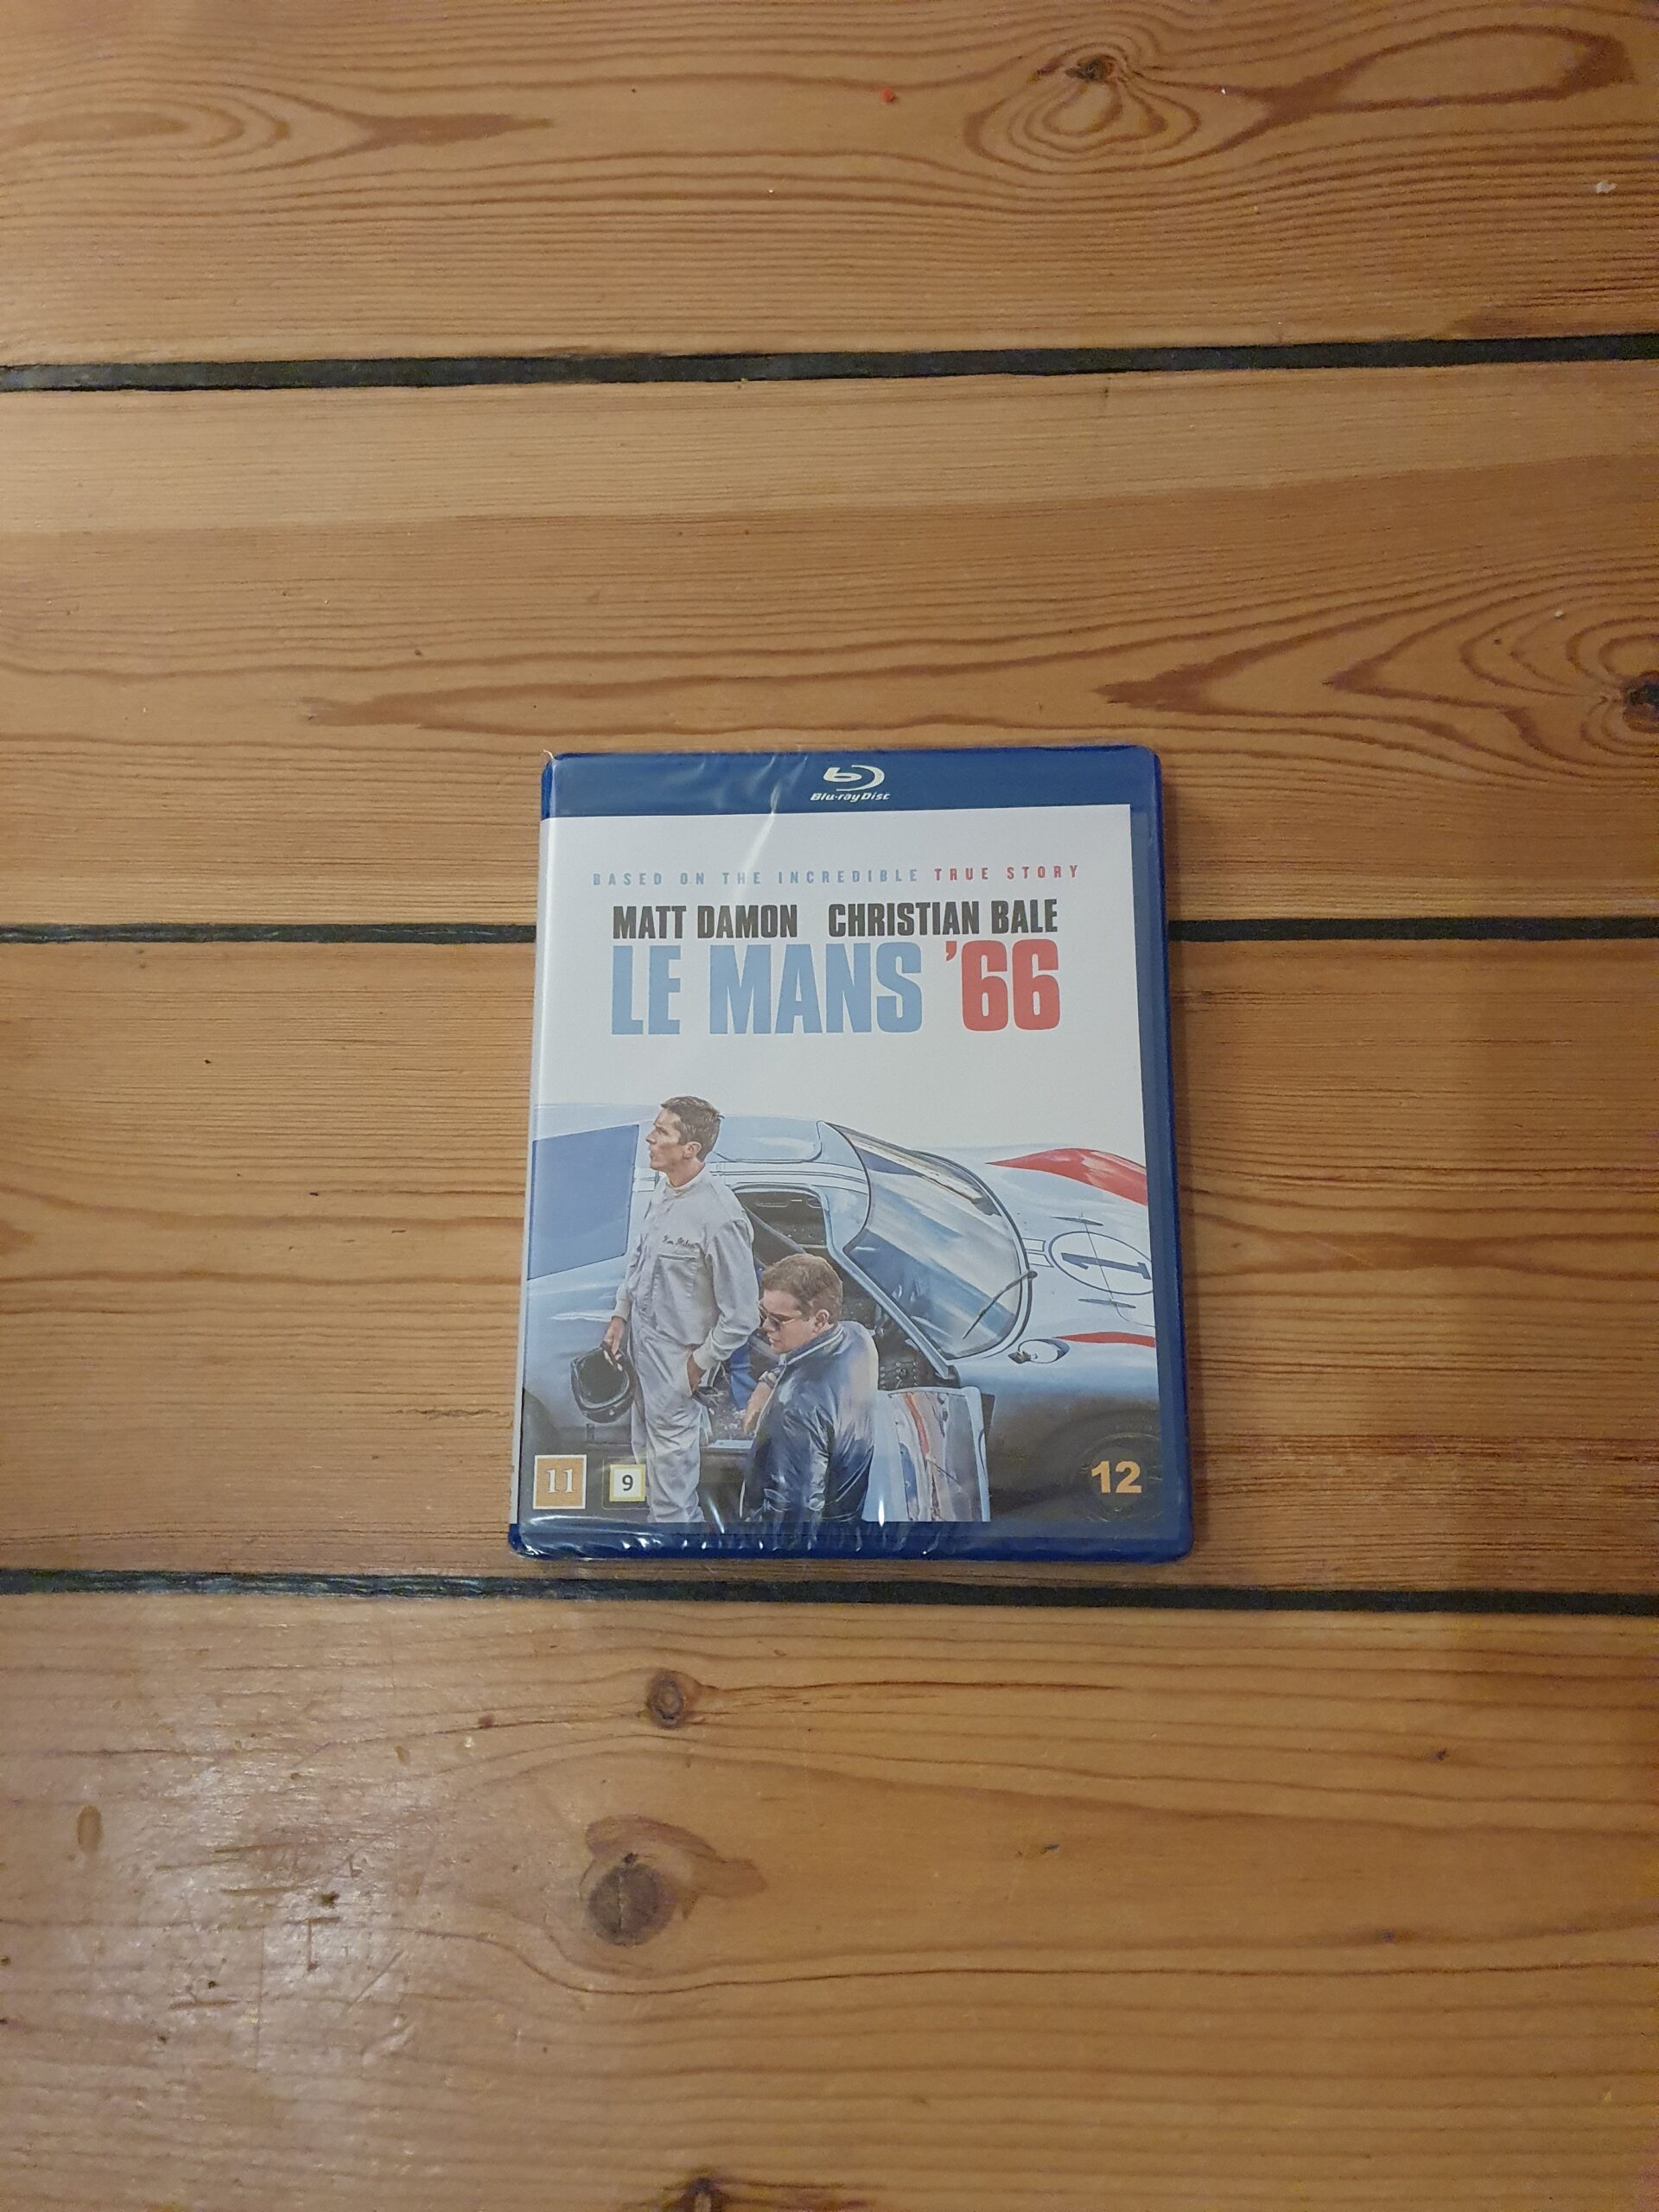 Blu-ray Disc
BASED ON THE INCREDIBLE TRUE STORY
MATT DAMON CHRISTIAN BALE
LE MANS '66
1
11 9 12